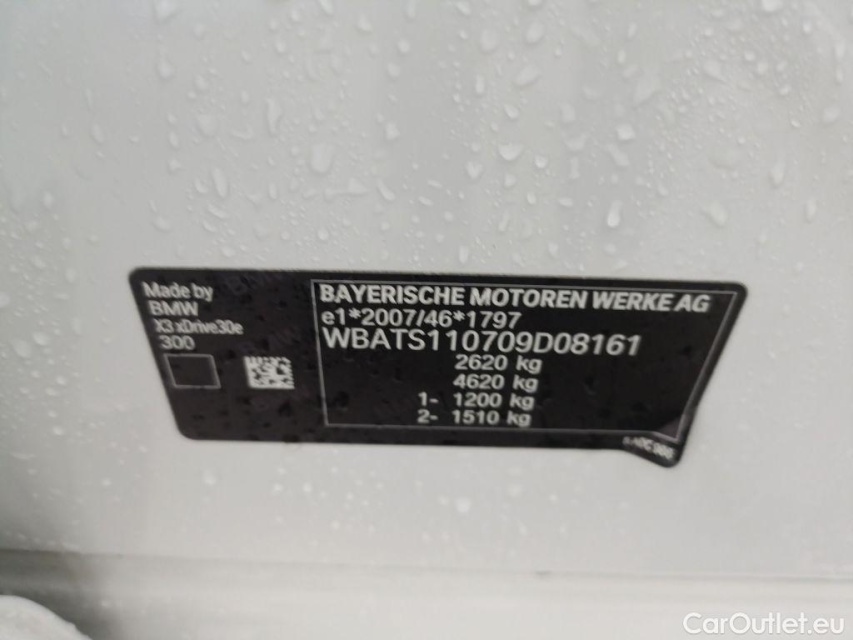 Made by
BMW
X3 xDrive30e
300
BAYERISCHE MOTOREN WERKE AG
e1*2007/46*1797
WBATS110709D08161
2620 kg
4620 kg
1- 1200 kg
2- 1510 kg
CarOutlet.eu